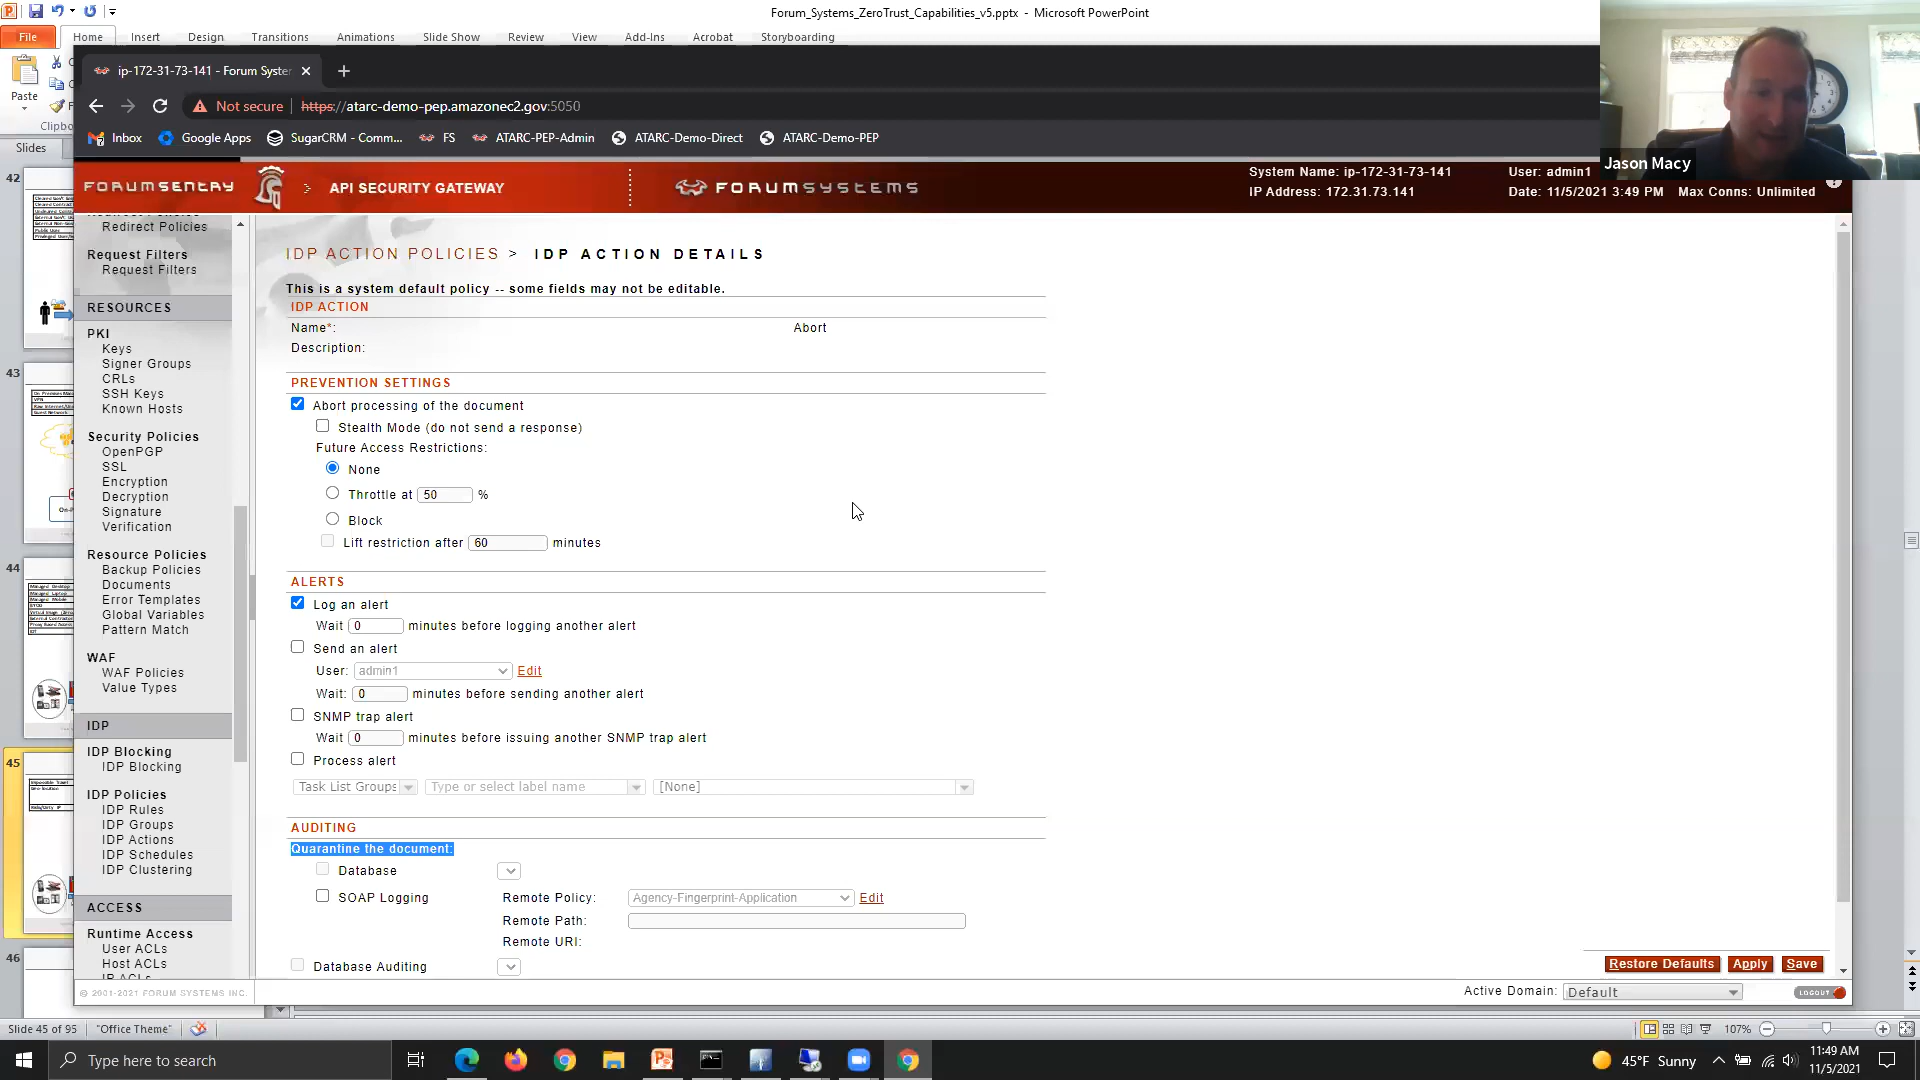 Forum_Systems_ZeroTrust_Capabilities_v5.pptx - Microsoft PowerPoint
File Home Insert Design Transitions Animations Slide Show Review View Add-Ins Acrobat Storyboarding
ip-172-31-73-141 - Forum Syste
Paste
Not secure https://atarc-demo-pep.amazonec2.gov:5050
Clipb
Inbox Google Apps SugarCRM - Comm... FS ATARC-PEP-Admin ATARC-Demo-Direct ATARC-Demo-PEP
Jason Macy
Slides
FORUMSENTRY API SECURITY GATEWAY FORUMSYSTEMS
System Name: ip-172-31-73-141 User: admin1
IP Address: 172.31.73.141 Date: 11/5/2021 3:49 PM Max Conns: Unlimited
42
43
44
45
46
Redirect Policies
Request Filters
Request Filters
RESOURCES
PKI
Keys
Signer Groups
CRLs
SSH Keys
Known Hosts
Security Policies
OpenPGP
SSL
Encryption
Decryption
Signature
Verification
Resource Policies
Backup Policies
Documents
Error Templates
Global Variables
Pattern Match
WAF
WAF Policies
Value Types
IDP
IDP Blocking
IDP Blocking
IDP Policies
IDP Rules
IDP Groups
IDP Actions
IDP Schedules
IDP Clustering
ACCESS
Runtime Access
User ACLs
Host ACLs
IP ACLs
© 2001-2021 FORUM SYSTEMS INC.
IDP ACTION POLICIES > IDP ACTION DETAILS
This is a system default policy -- some fields may not be editable.
IDP ACTION
Name*: Abort
Description:
PREVENTION SETTINGS
Abort processing of the document
Stealth Mode (do not send a response)
Future Access Restrictions:
None
Throttle at 50 %
Block
Lift restriction after 60 minutes
ALERTS
Log an alert
Wait 0 minutes before logging another alert
Send an alert
User: admin1 Edit
Wait: 0 minutes before sending another alert
SNMP trap alert
Wait 0 minutes before issuing another SNMP trap alert
Process alert
Task List Groups Type or select label name [None]
AUDITING
Quarantine the document:
Database
SOAP Logging Remote Policy: Agency-Fingerprint-Application Edit
Remote Path:
Remote URI:
Database Auditing
Restore Defaults Apply Save
Active Domain: Default LOGOUT
Slide 45 of 95 "Office Theme" 107%
Type here to search
45°F Sunny
11:49 AM
11/5/2021